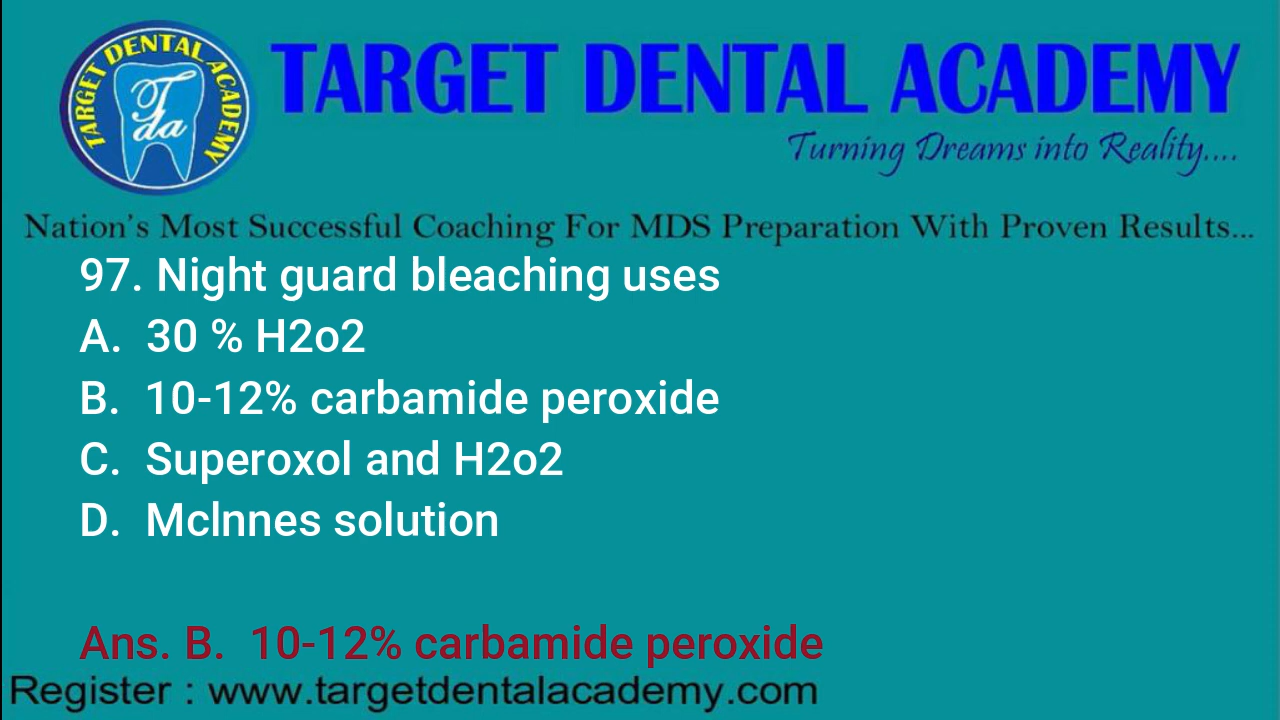 TARGET DENTAL ACADEMY
Tda
TARGET DENTAL ACADEMY
Turning Dreams into Reality....
Nation's Most Successful Coaching For MDS Preparation With Proven Results...
97. Night guard bleaching uses
A. 30 % H2o2
B. 10-12% carbamide peroxide
C. Superoxol and H2o2
D. Mclnnes solution
Ans. B. 10-12% carbamide peroxide
Register : www.targetdentalacademy.com